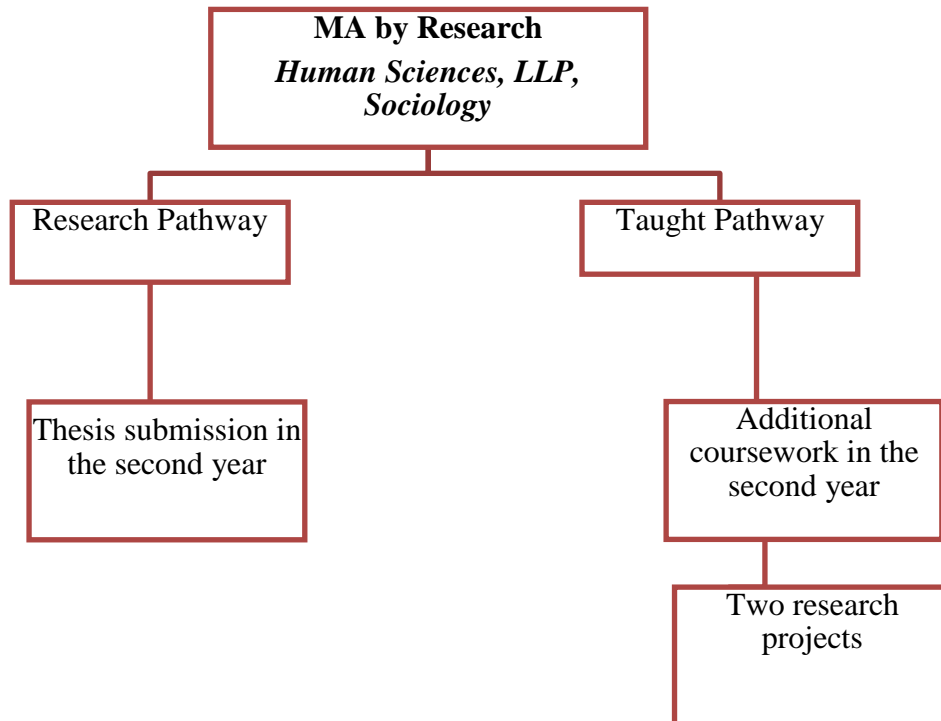 MA by Research
Human Sciences, LLP,
Sociology
Research Pathway
Taught Pathway
Thesis submission in
the second year
Additional
coursework in the
second year
Two research
projects